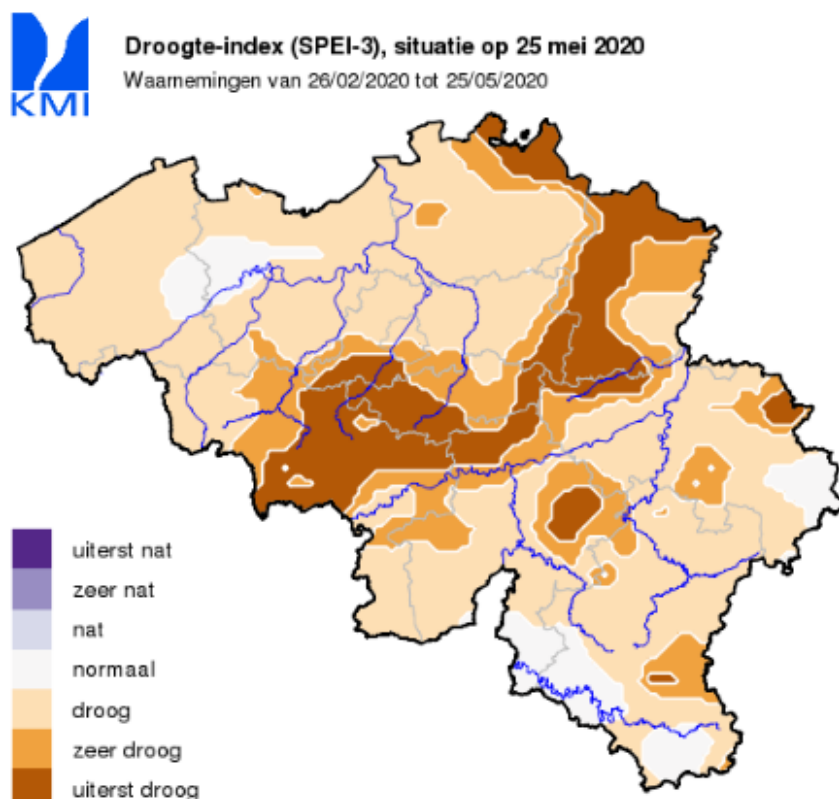 KMI
Droogte-index (SPEI-3), situatie op 25 mei 2020
Waarnemingen van 26/02/2020 tot 25/05/2020
uiterst nat
zeer nat
nat
normaal
droog
zeer droog
uiterst droog